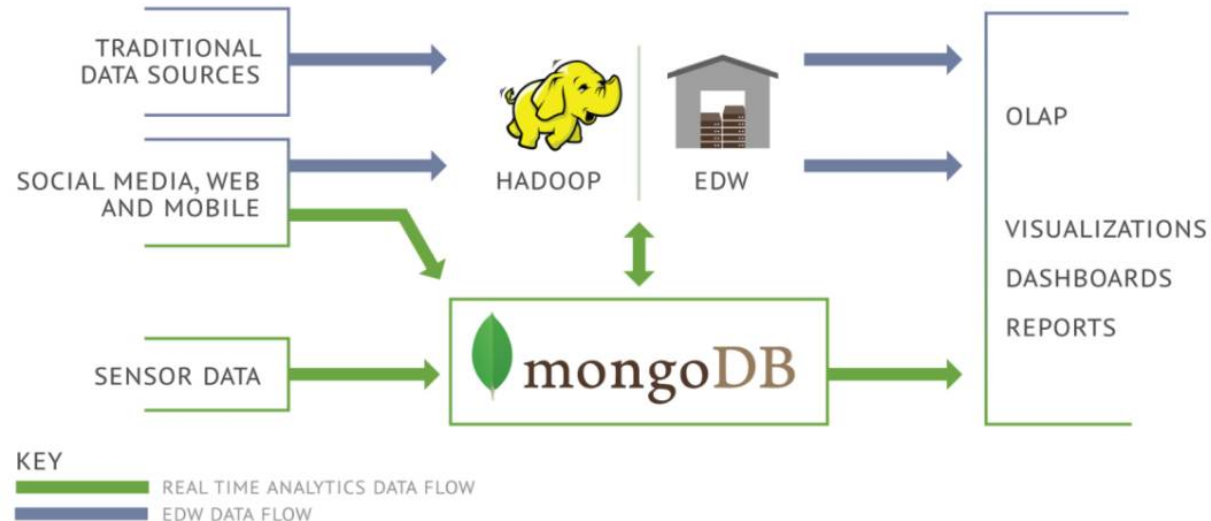 TRADITIONAL
DATA SOURCES
SOCIAL MEDIA, WEB
AND MOBILE
SENSOR DATA
HADOOP
EDW
mongoDB
OLAP
VISUALIZATIONS
DASHBOARDS
REPORTS
KEY
REAL TIME ANALYTICS DATA FLOW
EDW DATA FLOW